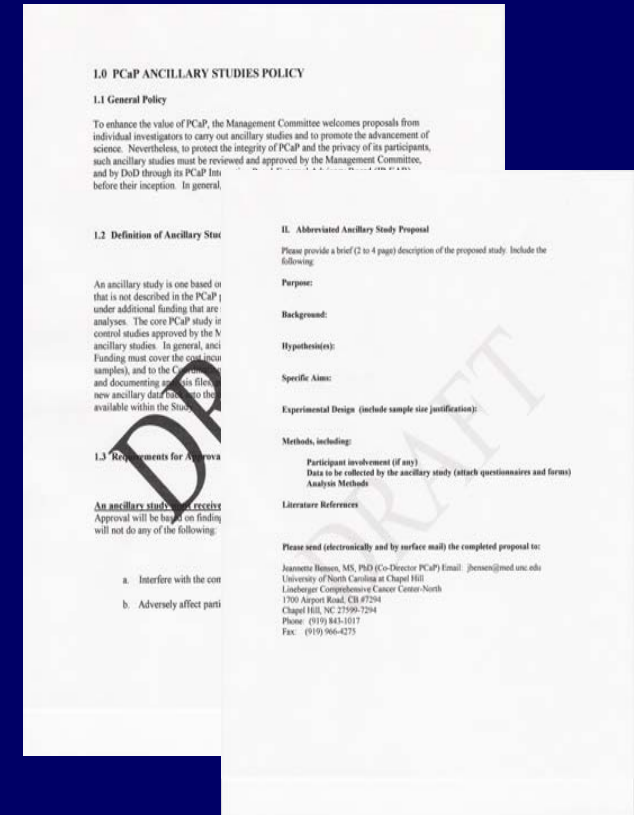 1.0 PCaP ANCILLARY STUDIES POLICY
1.1 General Policy
To enhance the value of PCaP, the Management Committee welcomes proposals from
individual investigators to carry out ancillary studies and to promote the advancement of
science. Nevertheless, to protect the integrity of PCaP and the privacy of its participants,
such ancillary studies must be reviewed and approved by the Management Committee,
and by DoD through its PCaP
before their inception. In general,
1.2 Definition of Ancillary
An ancillary study is one based
that is not described in the PCaP
under additional funding that are
analyses. The core PCaP study
control studies approved by the
ancillary studies. In general,
Funding must cover the cost
samples), and to the
and documenting files,
new ancillary data the
available within the
1.3 for
An ancillary study receive
Approval will be based on
will not do any of the following:
a. Interfere with the
b. Adversely affect
DRAFT
II. Abbreviated Ancillary Study Proposal
Please provide a brief (2 to 4 page) description of the proposed study. Include the
following:
Purpose:
Background:
Hypothesis(es):
Specific Aims:
Experimental Design (include sample size justification):
Methods, including:
Participant involvement (if any)
Data to be collected by the ancillary study (attach questionnaires and forms)
Analysis Methods
Literature References
Please send (electronically and by surface mail) the completed proposal to:
Jeannette Bensen, MS, PhD (Co-Director PCaP) Email: jbensen@med.unc.edu
University of North Carolina at Chapel Hill
Lineberger Comprehensive Cancer Center-North
1700 Airport Road, CB #7294
Chapel Hill, NC 27599-7294
Phone: (919) 843-1017
Fax: (919) 966-4275